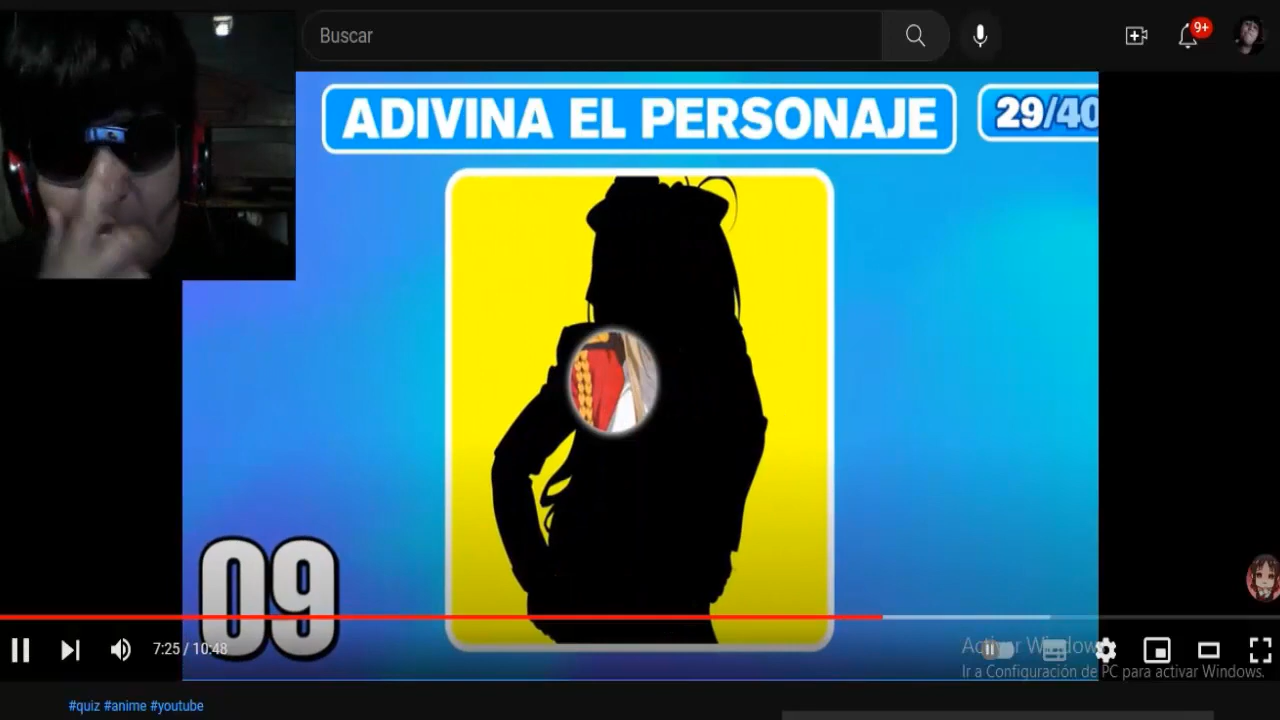 Buscar
9+
ADIVINA EL PERSONAJE
29/40
09
7:25 / 10:48
Activar Windows
Ir a Configuración de PC para activar Windows.
#quiz #anime #youtube